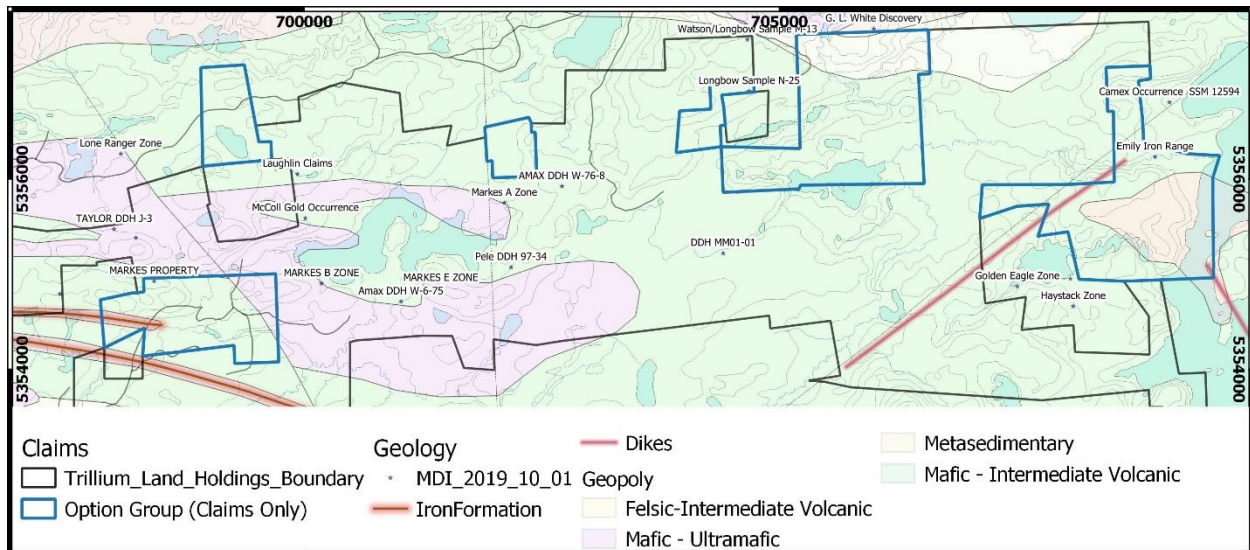 700000
705000
G. L. White Discovery
Watson/Longbow Sample M-13
Longbow Sample N-25
Camex Occurrence SSM 12594
Lone Ranger Zone
Emily Iron Range
Laughlin Claims
AMAX DDH W-76-8
5356000
5356000
Markes A Zone
McColl Gold Occurrence
TAYLOR DDH J-3
DDH MM01-01
Pele DDH 97-34
MARKES PROPERTY
MARKES B ZONE
MARKES E ZONE
Golden Eagle Zone
Amax DDH W-6-75
Haystack Zone
5354000
5354000
Claims
Trillium_Land_Holdings_Boundary
Option Group (Claims Only)
Geology
MDI_2019_10_01
IronFormation
Dikes
Geopoly
Felsic-Intermediate Volcanic
Mafic - Ultramafic
Metasedimentary
Mafic - Intermediate Volcanic